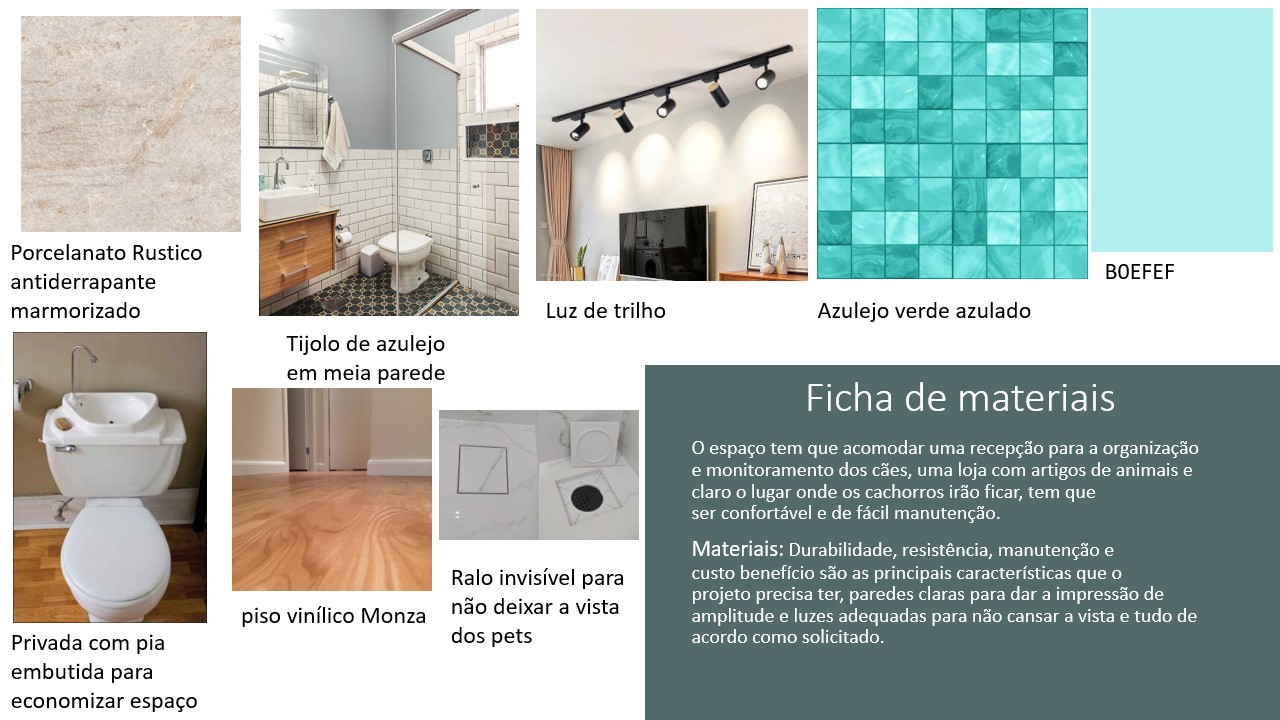 Porcelanato Rustico
antiderrapante
marmorizado
Tijolo de azulejo
em meia parede
Luz de trilho
Azulejo verde azulado
B0EFEF
Privada com pia
embutida para
economizar espaço
piso vinílico Monza
Ralo invisível para
não deixar a vista
dos pets
Ficha de materiais
O espaço tem que acomodar uma recepção para a organização
e monitoramento dos cães, uma loja com artigos de animais e
claro o lugar onde os cachorros irão ficar, tem que
ser confortável e de fácil manutenção.
Materiais: Durabilidade, resistência, manutenção e
custo benefício são as principais características que o
projeto precisa ter, paredes claras para dar a impressão de
amplitude e luzes adequadas para não cansar a vista e tudo de
acordo como solicitado.